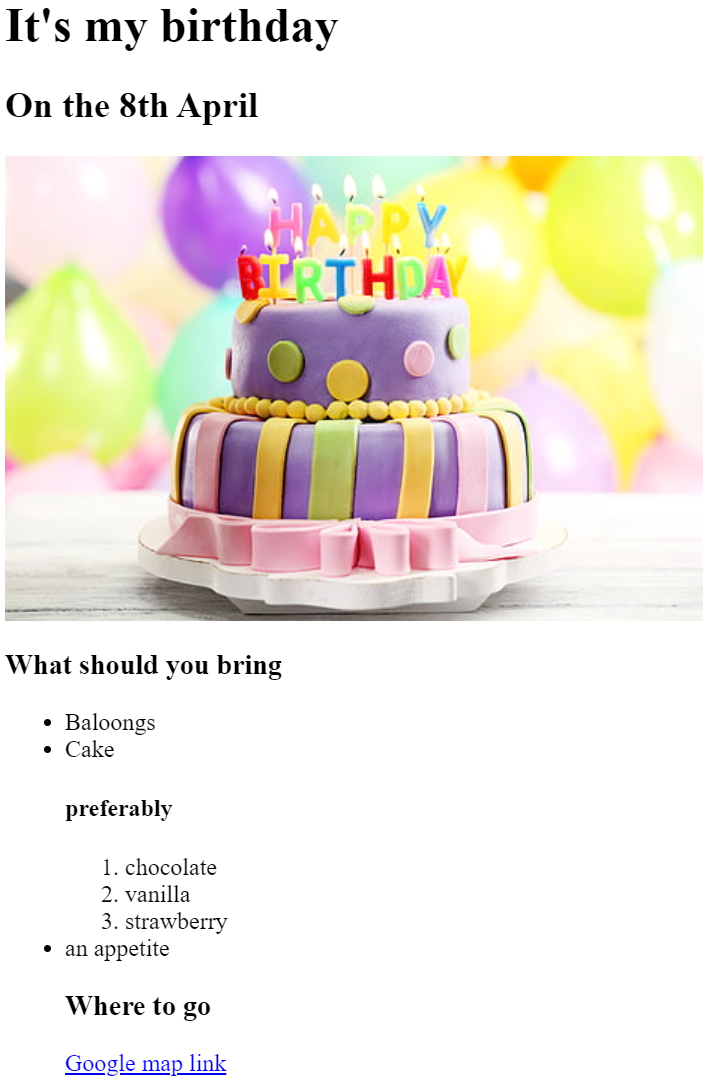 It's my birthday
On the 8th April
HAPPY
BIRTHDAY
What should you bring
Baloongs
Cake
preferably
1. chocolate
2. vanilla
3. strawberry
an appetite
Where to go
Google map link